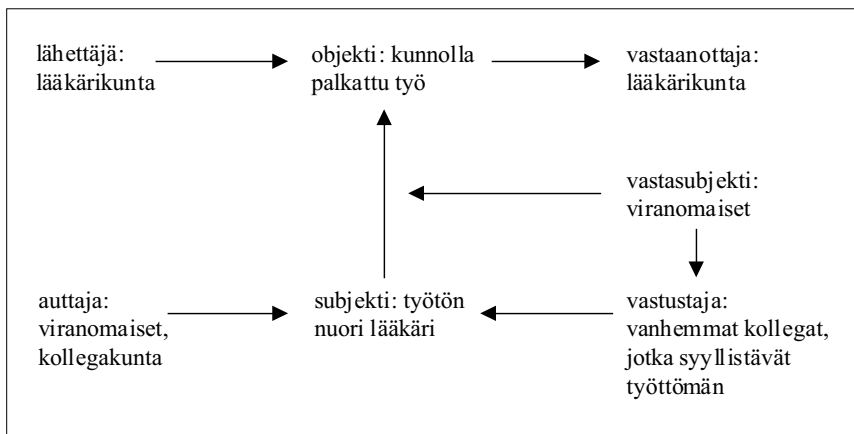 lähettäjä:
lääkärikunta
objekti: kunnolla
palkattu työ
vastaanottaja:
lääkärikunta
vastasubjekti:
viranomaiset
auttaja:
viranomaiset,
kollegakunta
subjekti: työtön
nuori lääkäri
vastustaja:
vanhemmat kollegat,
jotka syyllistävät
työttömän